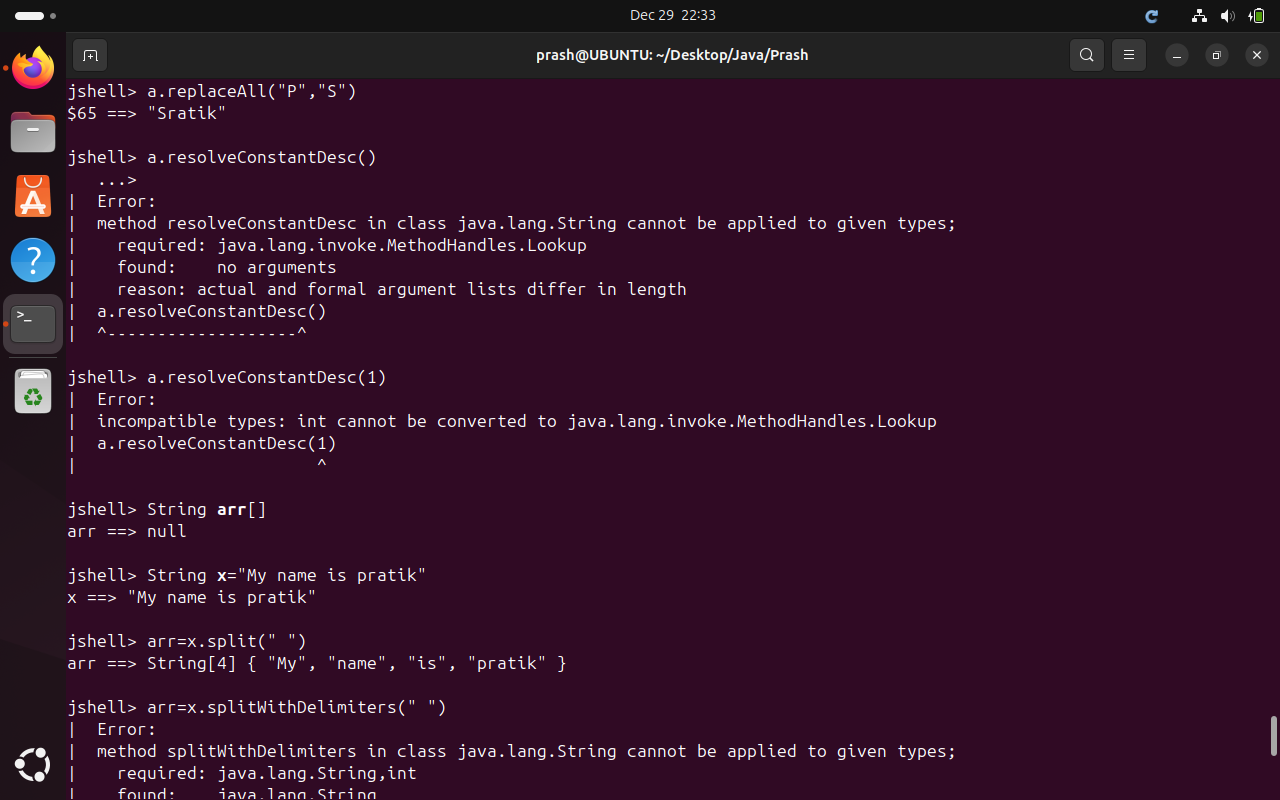 Dec 29 22:33
prash@UBUNTU: ~/Desktop/Java/Prash
jshell> a.replaceAll("P","S")
$65 ==> "Sratik"
jshell> a.resolveConstantDesc()
...>
| Error:
| method resolveConstantDesc in class java.lang.String cannot be applied to given types;
| required: java.lang.invoke.MethodHandles.Lookup
| found: no arguments
| reason: actual and formal argument lists differ in length
| a.resolveConstantDesc()
| ^-------------------^
jshell> a.resolveConstantDesc(1)
| Error:
| incompatible types: int cannot be converted to java.lang.invoke.MethodHandles.Lookup
| a.resolveConstantDesc(1)
| ^
jshell> String arr[]
arr ==> null
jshell> String x="My name is pratik"
x ==> "My name is pratik"
jshell> arr=x.split(" ")
arr ==> String[4] { "My", "name", "is", "pratik" }
jshell> arr=x.splitWithDelimiters(" ")
| Error:
| method splitWithDelimiters in class java.lang.String cannot be applied to given types;
| required: java.lang.String,int
| found: java.lang.String